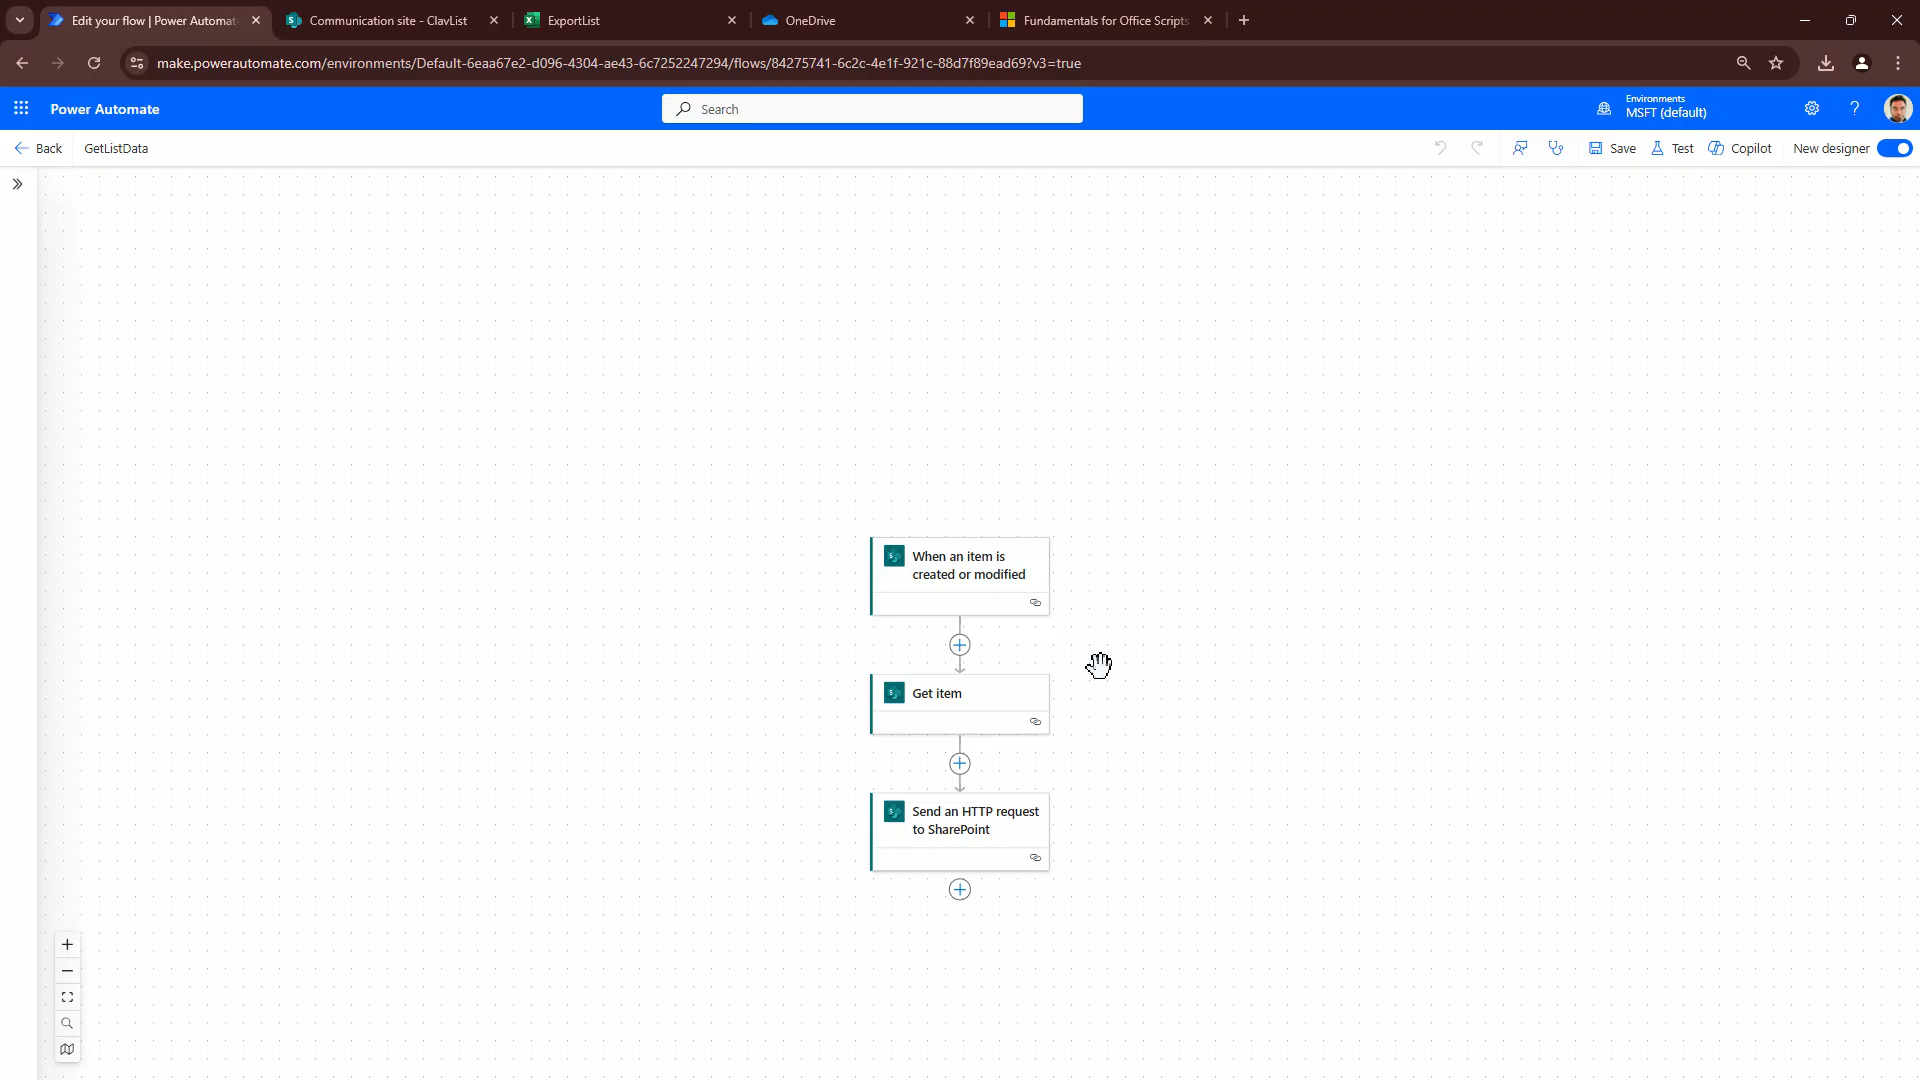 Edit your flow | Power Automat
Communication site - ClavList
ExportList
OneDrive
Fundamentals for Office Scripts
make.powerautomate.com/environments/Default-6eaa67e2-d096-4304-ae43-6c7252247294/flows/84275741-6c2c-4e1f-921c-88d7f89ead69?v3=true
Power Automate
Search
Environments
MSFT (default)
Back
GetListData
Save
Test
Copilot
New designer
When an item is
created or modified
Get item
Send an HTTP request
to SharePoint